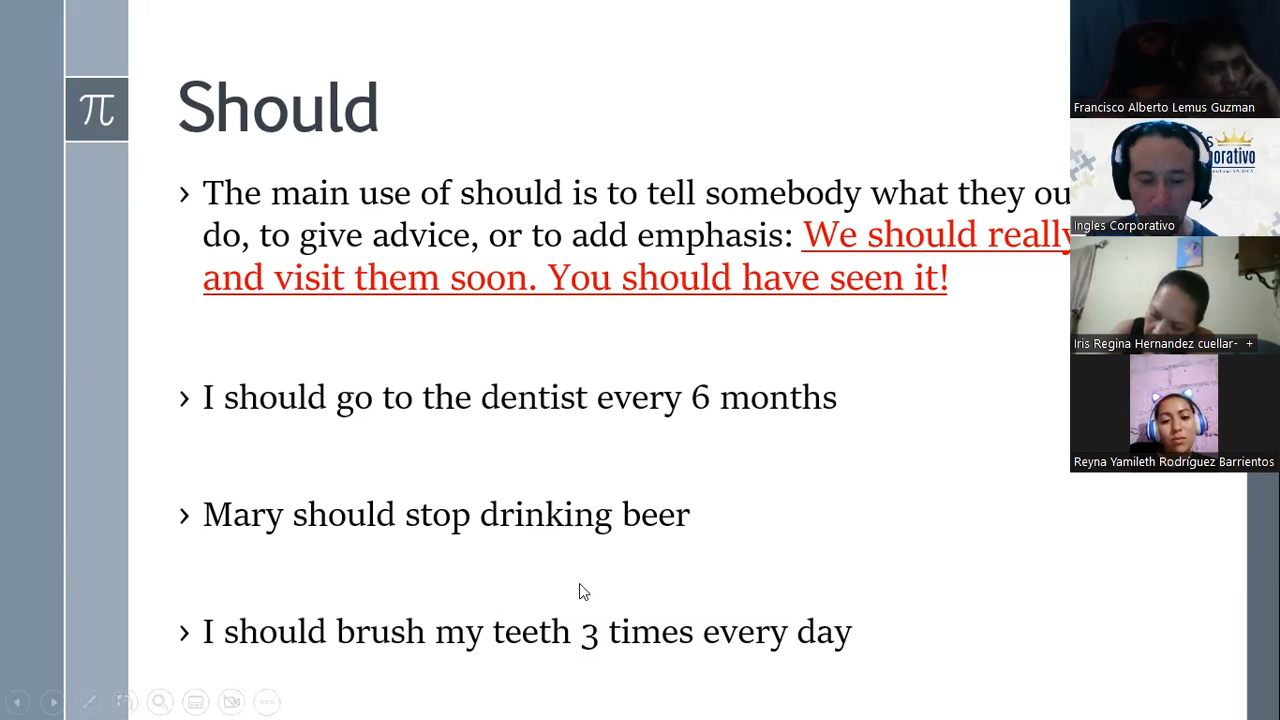 π
Should
› The main use of should is to tell somebody what they
do, to give advice, or to add emphasis: We should really
and visit them soon. You should have seen it!
› I should go to the dentist every 6 months
› Mary should stop drinking beer
› I should brush my teeth 3 times every day
Francisco Alberto Lemus Guzman
Ingles Corporativo
Iris Regina Hernandez cuellar- +
Reyna Yamileth Rodríguez Barrientos